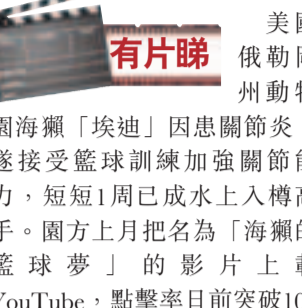 有片睇
美國
俄勒岡
州動物
園海獺「埃迪」因患關節炎
遂接受籃球訓練加強關節能
力，短短1周已成水上入樽高
手。園方上月把名為「海獺的
籃球夢」的影片上載
YouTube，點擊率日前突破10